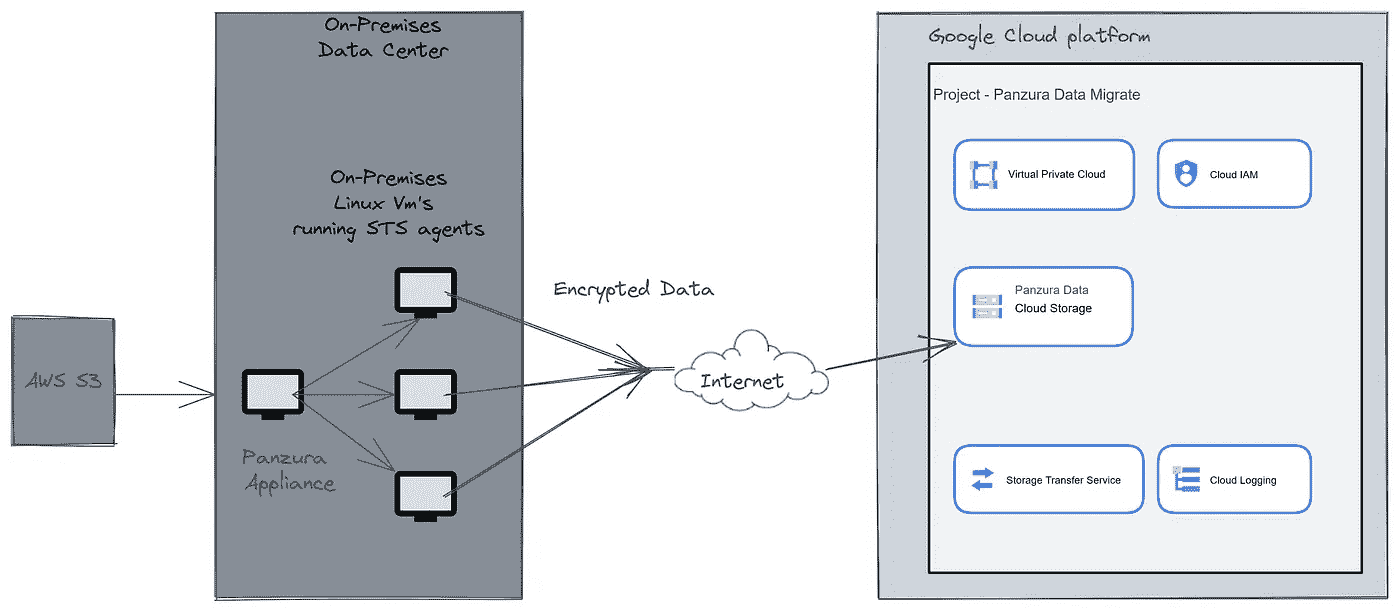 On-Premises
Data Center
Google Cloud platform
Project - Panzura Data Migrate
Virtual Private Cloud
Cloud IAM
On-Premises
Linux Vm's
running STS agents
Encrypted Data
Panzura Data
Cloud Storage
AWS S3
Internet
Panzura
Appliance
Storage Transfer Service
Cloud Logging